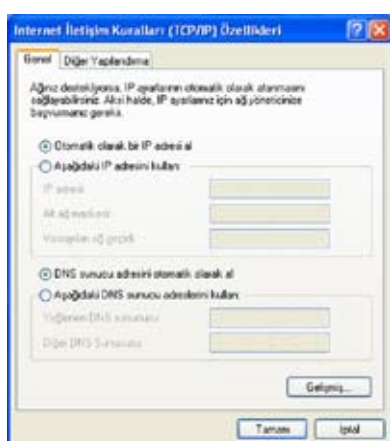 Internet İletişim Kuralları (TCP/IP) Özellikleri
Genel Diğer Yapılandırma
Ağınız destekliyorsa, IP ayarlarının otomatik olarak atanmasını
sağlayabilirsiniz. Aksi halde, IP ayarlarınız için ağ yöneticinize
başvurmanız gerekir.
Otomatik olarak bir IP adresi al
Aşağıdaki IP adresini kullan:
IP adresi:
Alt ağ maskesi:
Varsayılan ağ geçidi:
DNS sunucu adresini otomatik olarak al
Aşağıdaki DNS sunucu adreslerini kullan:
Yeğlenen DNS sunucusu:
Diğer DNS Sunucusu:
Gelişmiş...
Tamam İptal